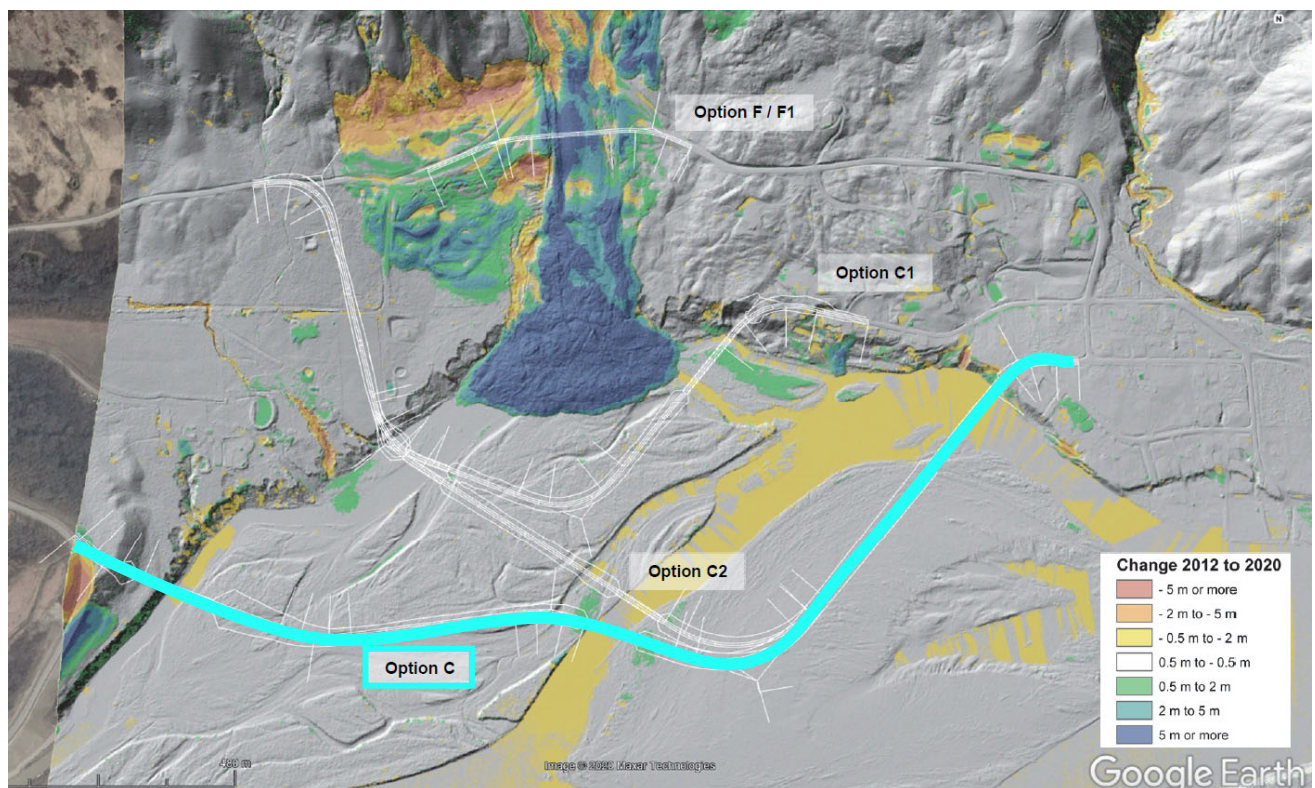 N
Option F / F1
Option C1
Option C2
Option C
Change 2012 to 2020
- 5 m or more
- 2 m to - 5 m
- 0.5 m to - 2 m
0.5 m to - 0.5 m
0.5 m to 2 m
2 m to 5 m
5 m or more
Image © 2022 Maxar Technologies
Google Earth